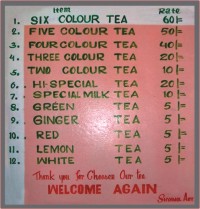 Item Rate
1. SIX COLOUR TEA 60/=
2. FIVE COLOUR TEA 50/=
3. FOUR COLOUR TEA 40/=
4. THREE COLOUR TEA 20/=
5. TWO COLOUR TEA 10/=
6. HI-SPECIAL TEA 20/=
7. SPECIAL MILK TEA 10/=
8. GREEN TEA 5/=
9. GINGER TEA 5/=
10. RED TEA 5/=
11. LEMON TEA 5/=
12. WHITE TEA 5/=
Thank you for Choose Our Tea
WELCOME AGAIN
Art